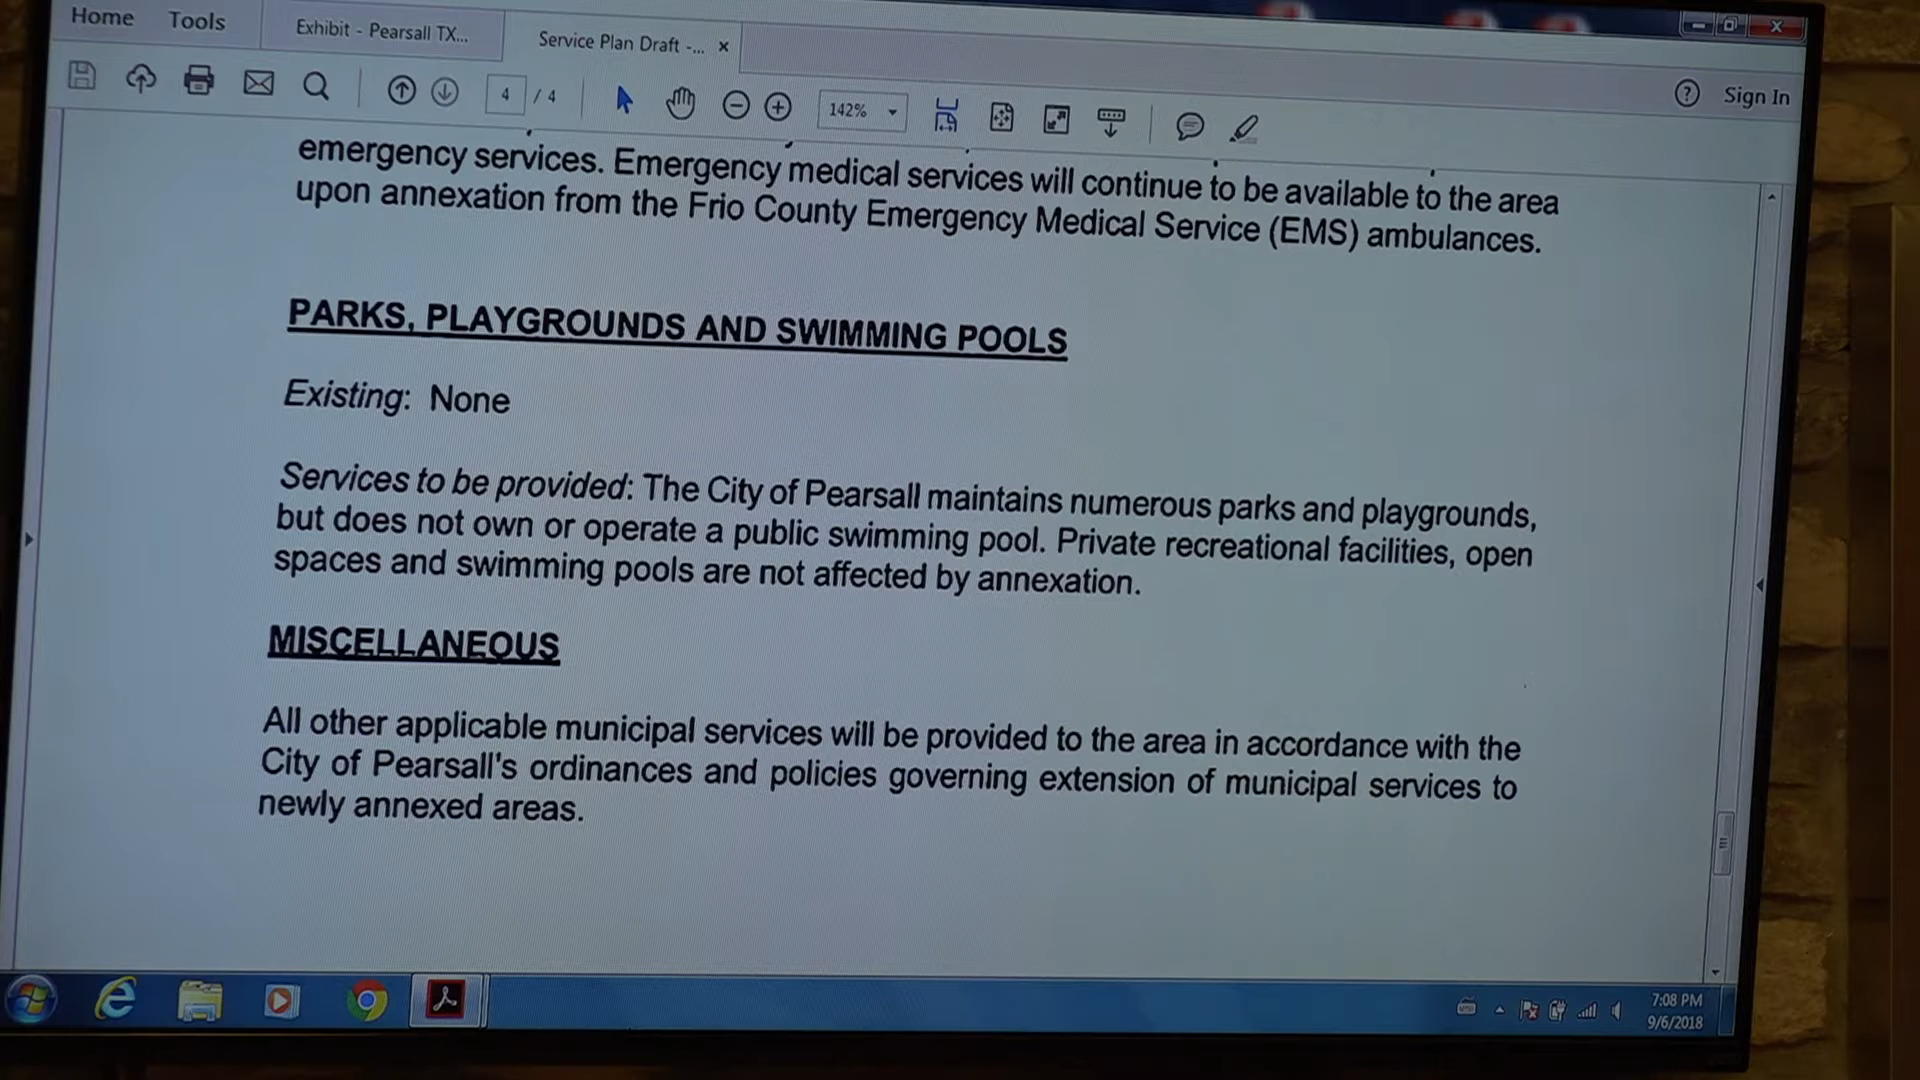 Home Tools Exhibit - Pearsall TX... Service Plan Draft -... ×
4 / 4 142% ? Sign In
emergency services. Emergency medical services will continue to be available to the area
upon annexation from the Frio County Emergency Medical Service (EMS) ambulances.
PARKS, PLAYGROUNDS AND SWIMMING POOLS
Existing: None
Services to be provided: The City of Pearsall maintains numerous parks and playgrounds,
but does not own or operate a public swimming pool. Private recreational facilities, open
spaces and swimming pools are not affected by annexation.
MISCELLANEOUS
All other applicable municipal services will be provided to the area in accordance with the
City of Pearsall's ordinances and policies governing extension of municipal services to
newly annexed areas.
7:08 PM
9/6/2018